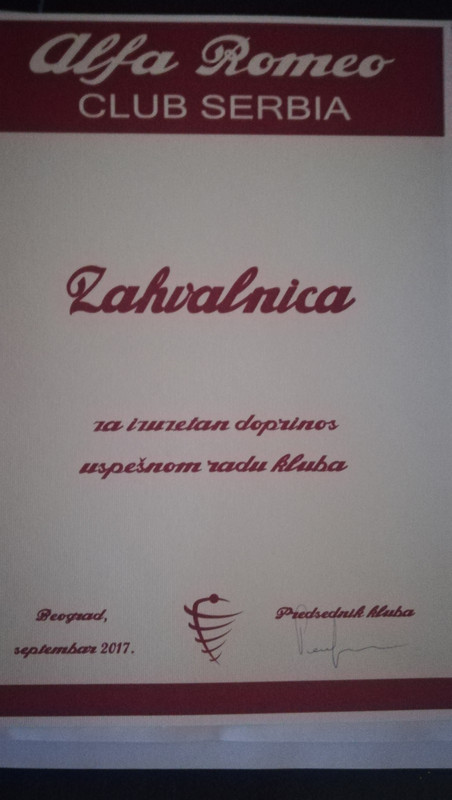 Alfa Romeo
CLUB SERBIA
Zahvalnica
za izuzetan doprinos
uspešnom radu kluba
Beograd,
septembar 2017.
Predsednik kluba